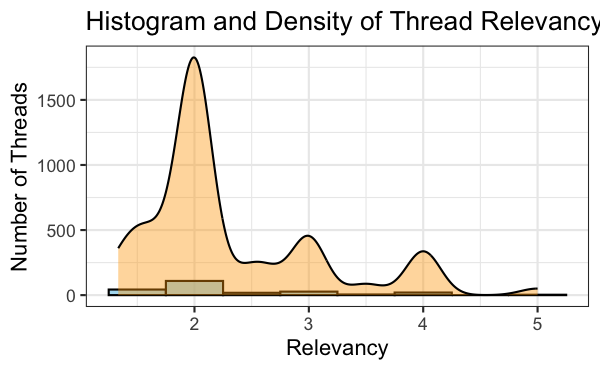 Histogram and Density of Thread Relevancy
Number of Threads
1500
1000
500
0
2 3 4 5
Relevancy